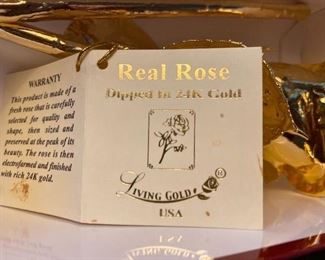 WARRANTY
This product is made of a
fresh rose that is carefully
selected for quality and
shape, then sized and
preserved at the peak of its
beauty. The rose is then
electroformed and finished
with rich 24K gold.
Real Rose
Dipped In 24K Gold
LIVING GOLD ®
USA